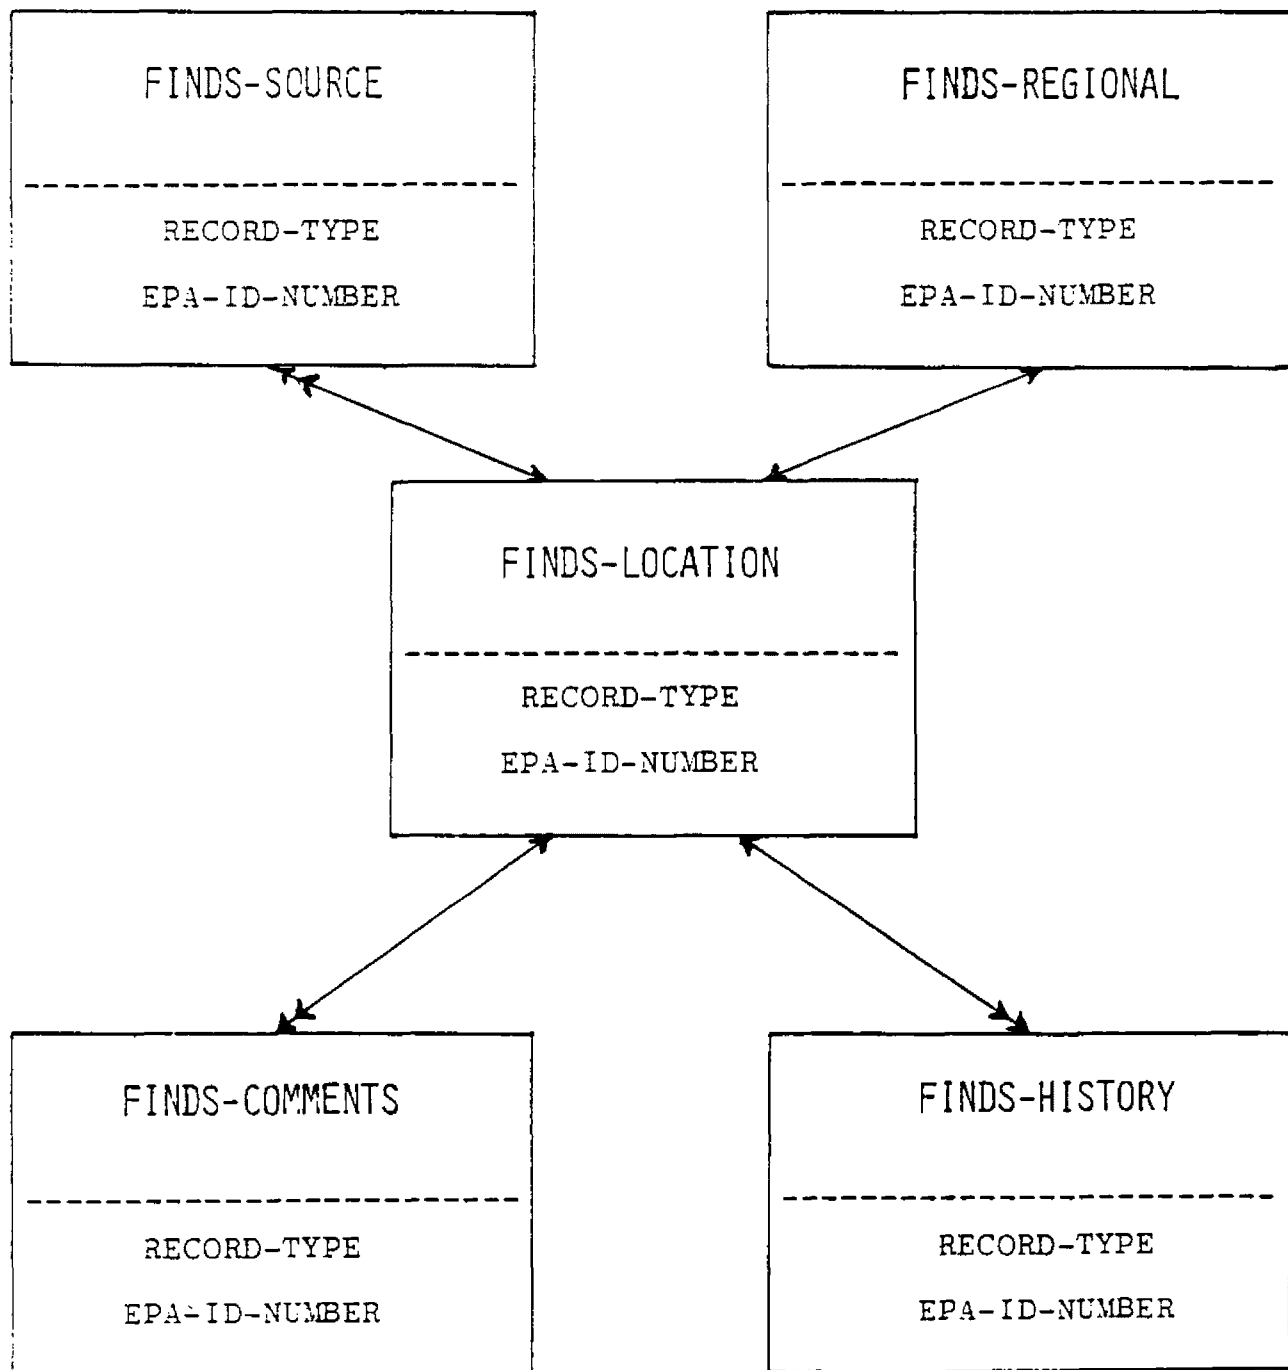 FINDS-SOURCE
RECORD-TYPE
EPA-ID-NUMBER
FINDS-REGIONAL
RECORD-TYPE
EPA-ID-NUMBER
FINDS-LOCATION
RECORD-TYPE
EPA-ID-NUMBER
FINDS-COMMENTS
RECORD-TYPE
EPA-ID-NUMBER
FINDS-HISTORY
RECORD-TYPE
EPA-ID-NUMBER